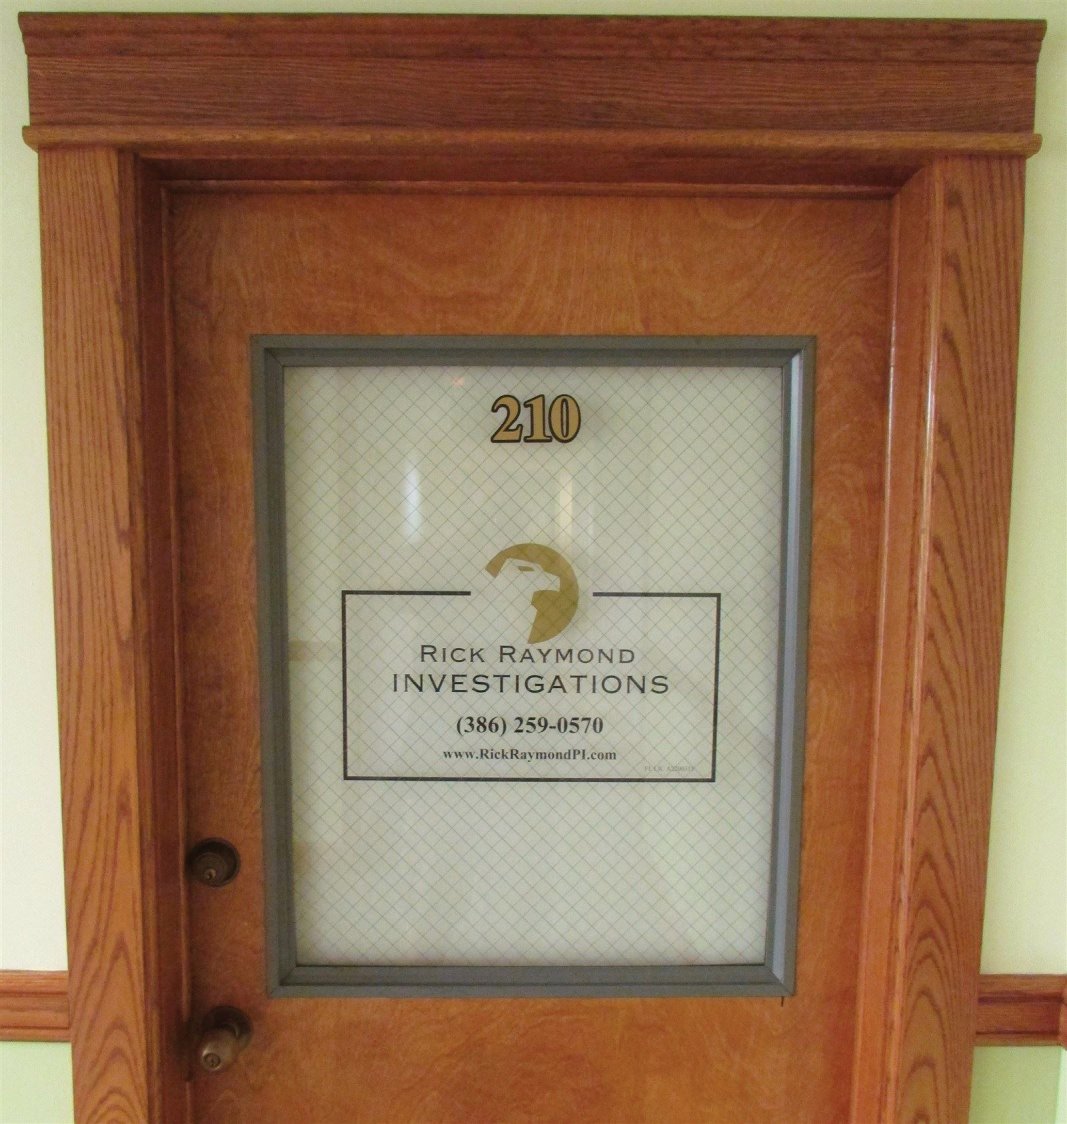 210
Rick Raymond
INVESTIGATIONS
(386) 259-0570
www.RickRaymondPI.com